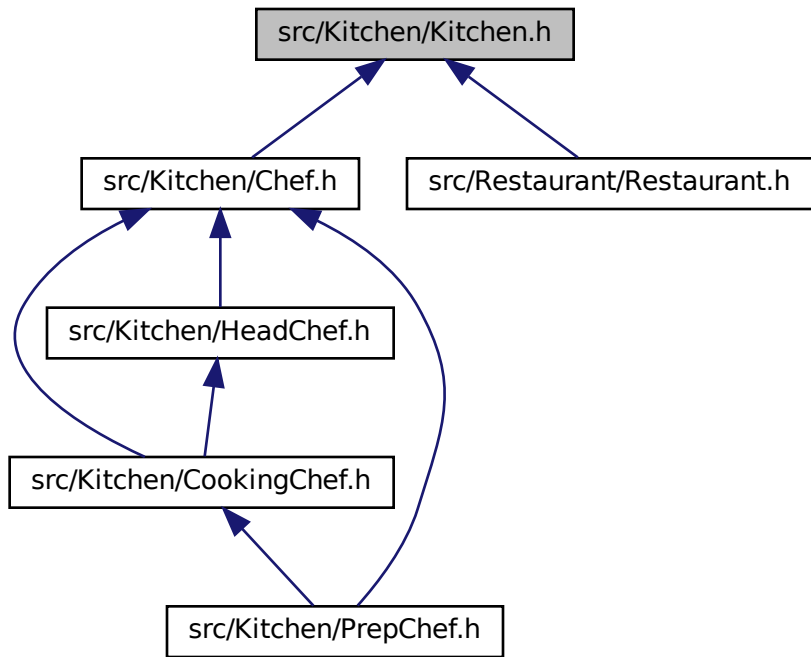 src/Kitchen/Kitchen.h
src/Kitchen/Chef.h
src/Restaurant/Restaurant.h
src/Kitchen/HeadChef.h
src/Kitchen/CookingChef.h
src/Kitchen/PrepChef.h